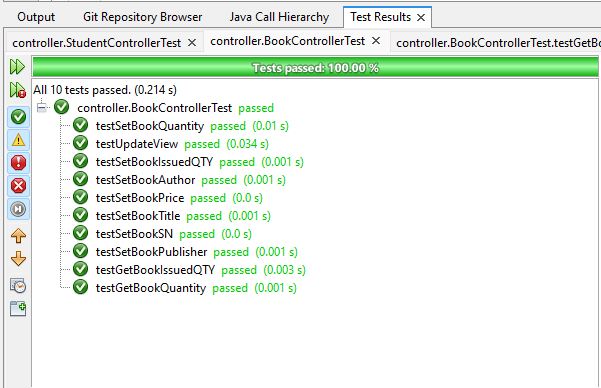 Output Git Repository Browser Java Call Hierarchy Test Results
controller.StudentControllerTest controller.BookControllerTest controller.BookControllerTest.testGetBo
Tests passed: 100.00 %
All 10 tests passed. (0.214 s)
controller.BookControllerTest passed
testSetBookQuantity passed (0.01 s)
testUpdateView passed (0.034 s)
testSetBookIssuedQTY passed (0.001 s)
testSetBookAuthor passed (0.001 s)
testSetBookPrice passed (0.0 s)
testSetBookTitle passed (0.001 s)
testSetBookSN passed (0.0 s)
testSetBookPublisher passed (0.001 s)
testGetBookIssuedQTY passed (0.003 s)
testGetBookQuantity passed (0.001 s)